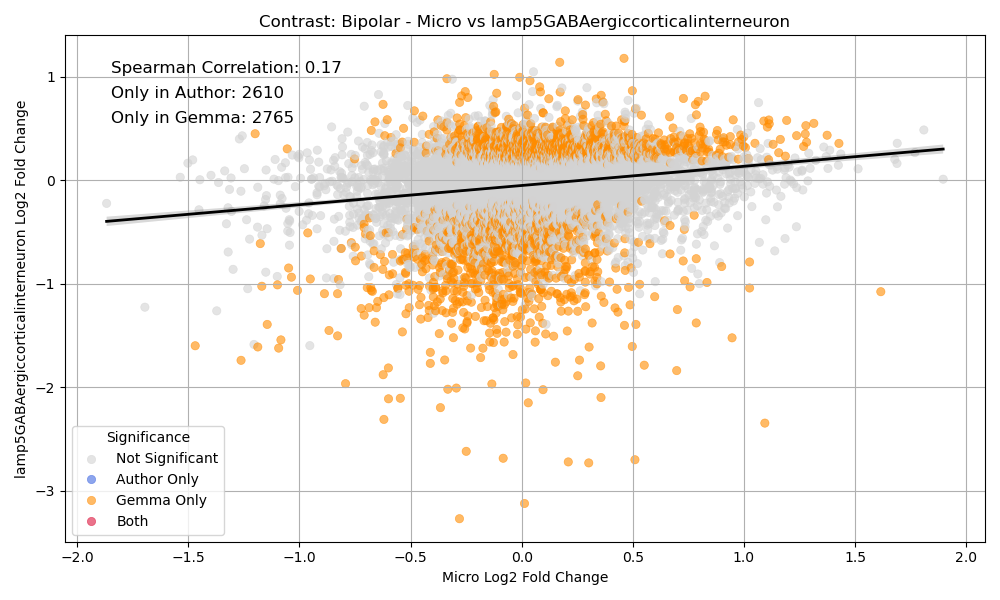 Contrast: Bipolar - Micro vs lamp5GABAergiccorticalinterneuron
Spearman Correlation: 0.17
Only in Author: 2610
Only in Gemma: 2765
lamp5GABAergiccorticalinterneuron Log2 Fold Change
1
0
−1
−2
−3
Significance
Not Significant
Author Only
Gemma Only
Both
−2.0 −1.5 −1.0 −0.5 0.0 0.5 1.0 1.5 2.0
Micro Log2 Fold Change